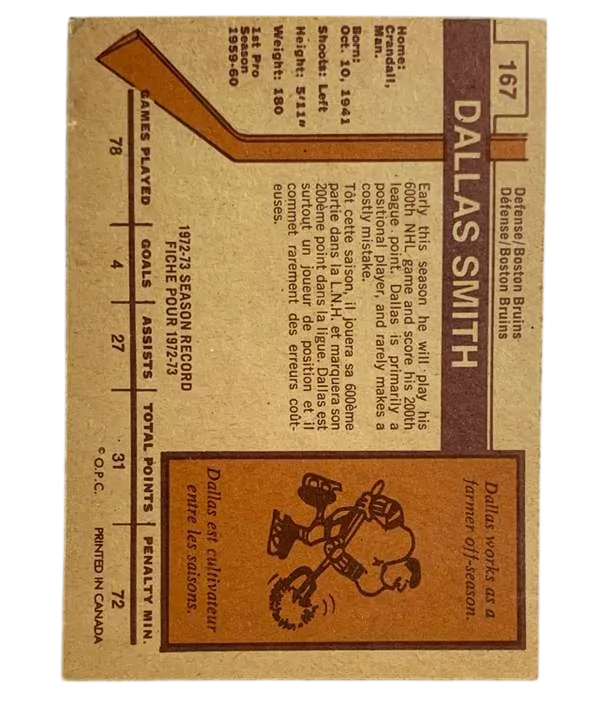 167
Defense/Boston Bruins
Défense/Boston Bruins
DALLAS SMITH
Home:
Crandall,
Man.
Born:
Oct. 10, 1941
Shoots: Left
Height: 5'11"
Weight: 180
1st Pro
Season
1959-60
Early this season he will play his
600th NHL game and score his 200th
league point. Dallas is primarily a
positional player, and rarely makes a
costly mistake.
Tôt cette saison, il jouera sa 600ème
partie dans la L.N.H. et marquera son
200ème point dans la ligue. Dallas est
surtout un joueur de position et il
commet rarement des erreurs coût-
euses.
Dallas works as a
farmer off-season.
Dallas est cultivateur
entre les saisons.
1972-73 SEASON RECORD
FICHE POUR 1972-73
GAMES PLAYED GOALS ASSISTS TOTAL POINTS PENALTY MIN.
78 4 27 31 72
© O.P.C. PRINTED IN CANADA